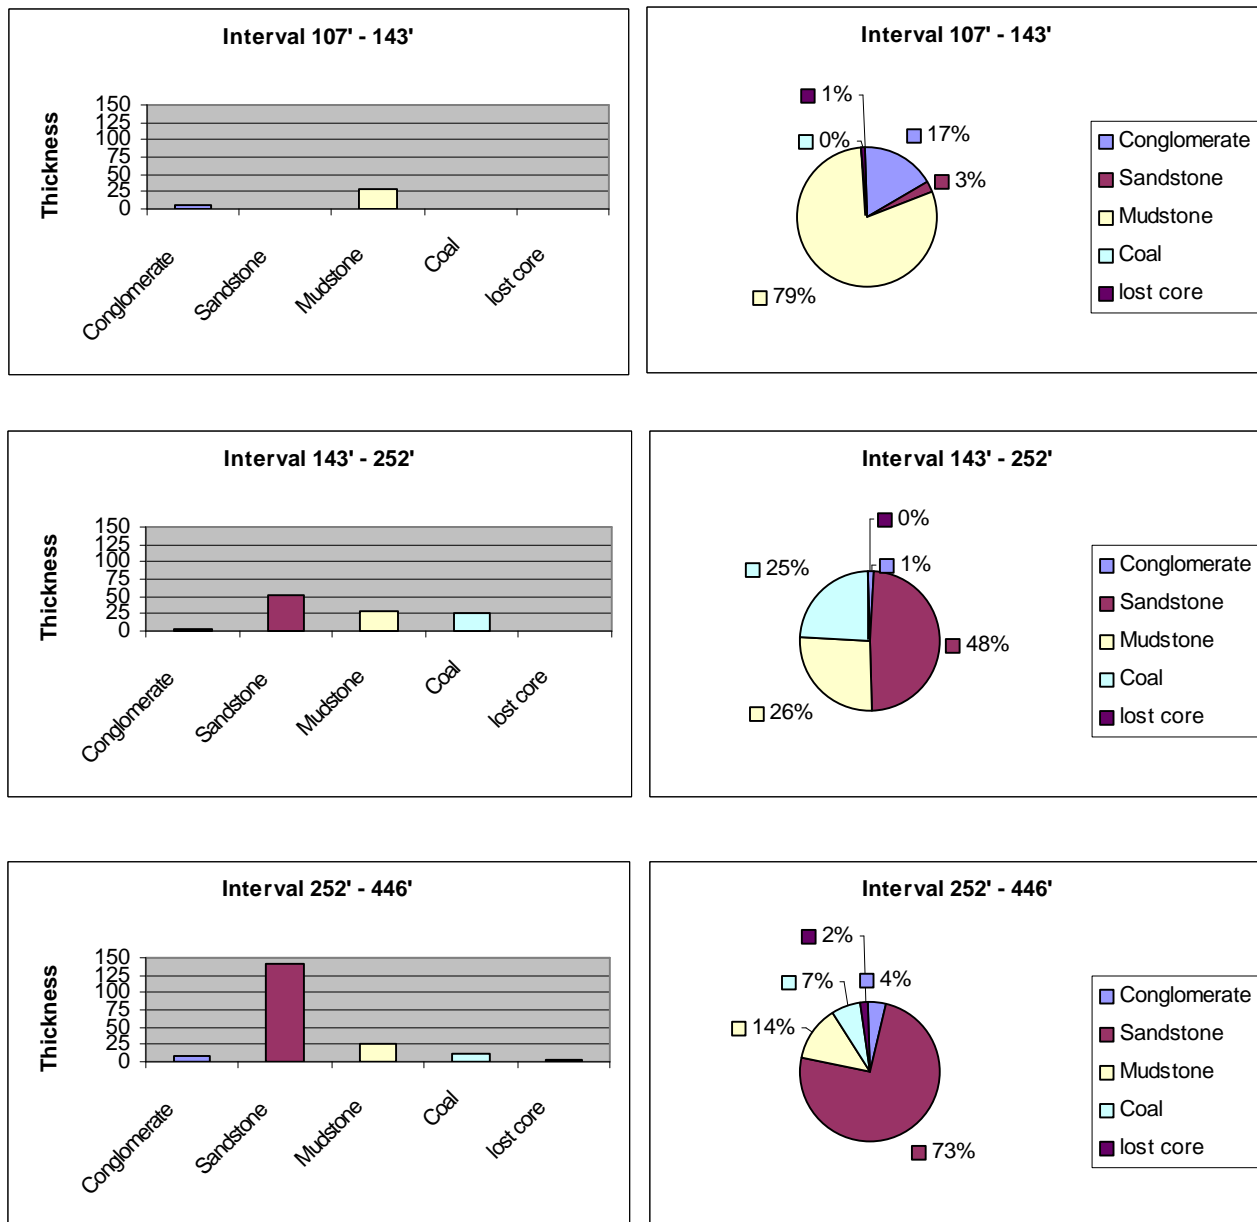 Interval 107' - 143'
Thickness
150
125
100
75
50
25
0
Conglomerate
Sandstone
Mudstone
Coal
lost core
Interval 107' - 143'
1%
0%
17%
3%
79%
Conglomerate
Sandstone
Mudstone
Coal
lost core
Interval 143' - 252'
Thickness
150
125
100
75
50
25
0
Conglomerate
Sandstone
Mudstone
Coal
lost core
Interval 143' - 252'
0%
1%
25%
48%
26%
Conglomerate
Sandstone
Mudstone
Coal
lost core
Interval 252' - 446'
Thickness
150
125
100
75
50
25
0
Conglomerate
Sandstone
Mudstone
Coal
lost core
Interval 252' - 446'
2%
7%
4%
14%
73%
Conglomerate
Sandstone
Mudstone
Coal
lost core